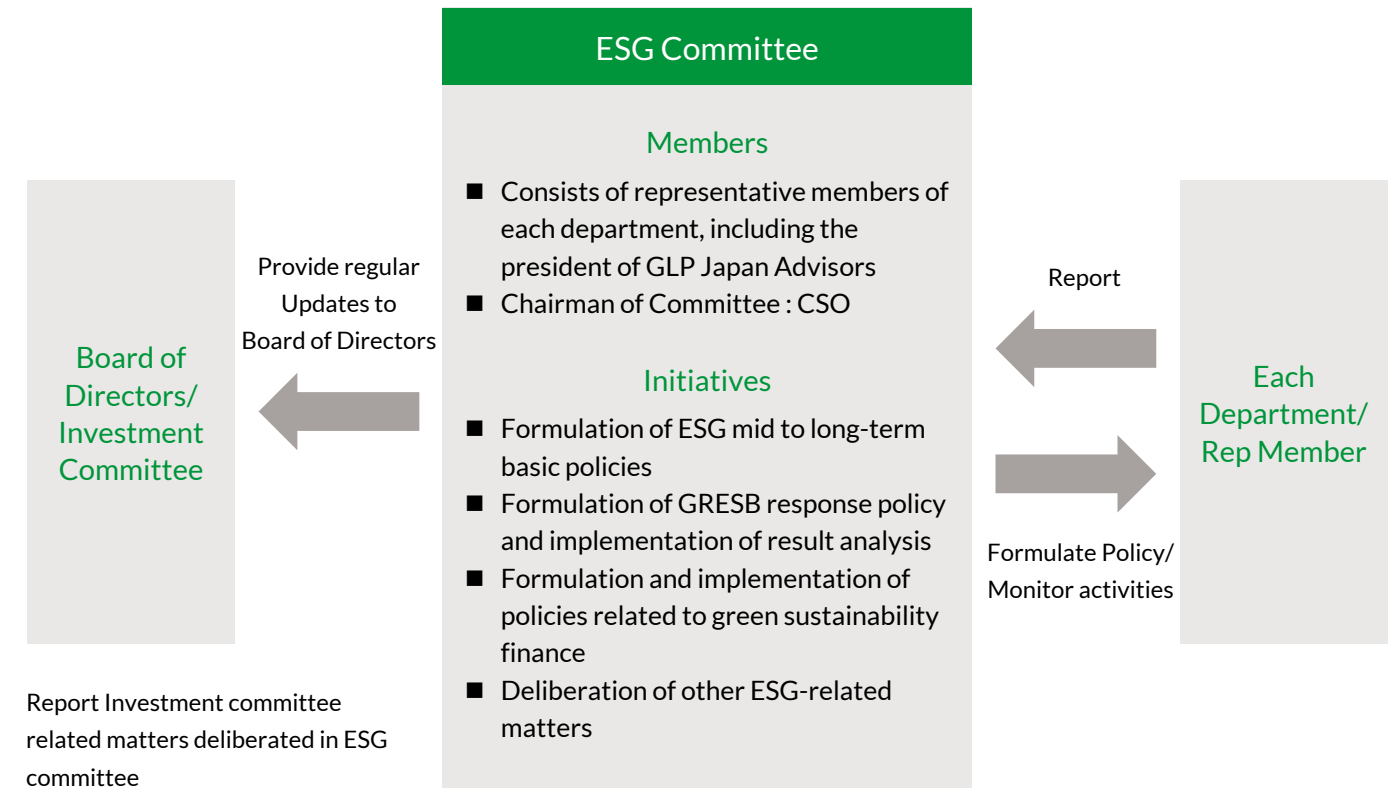 ESG Committee
Members
■ Consists of representative members of
each department, including the
president of GLP Japan Advisors
■ Chairman of Committee : CSO
Initiatives
■ Formulation of ESG mid to long-term
basic policies
■ Formulation of GRESB response policy
and implementation of result analysis
■ Formulation and implementation of
policies related to green sustainability
finance
■ Deliberation of other ESG-related
matters
Board of
Directors/
Investment
Committee
Provide regular
Updates to
Board of Directors
Report Investment committee
related matters deliberated in ESG
committee
Report
Formulate Policy/
Monitor activities
Each
Department/
Rep Member